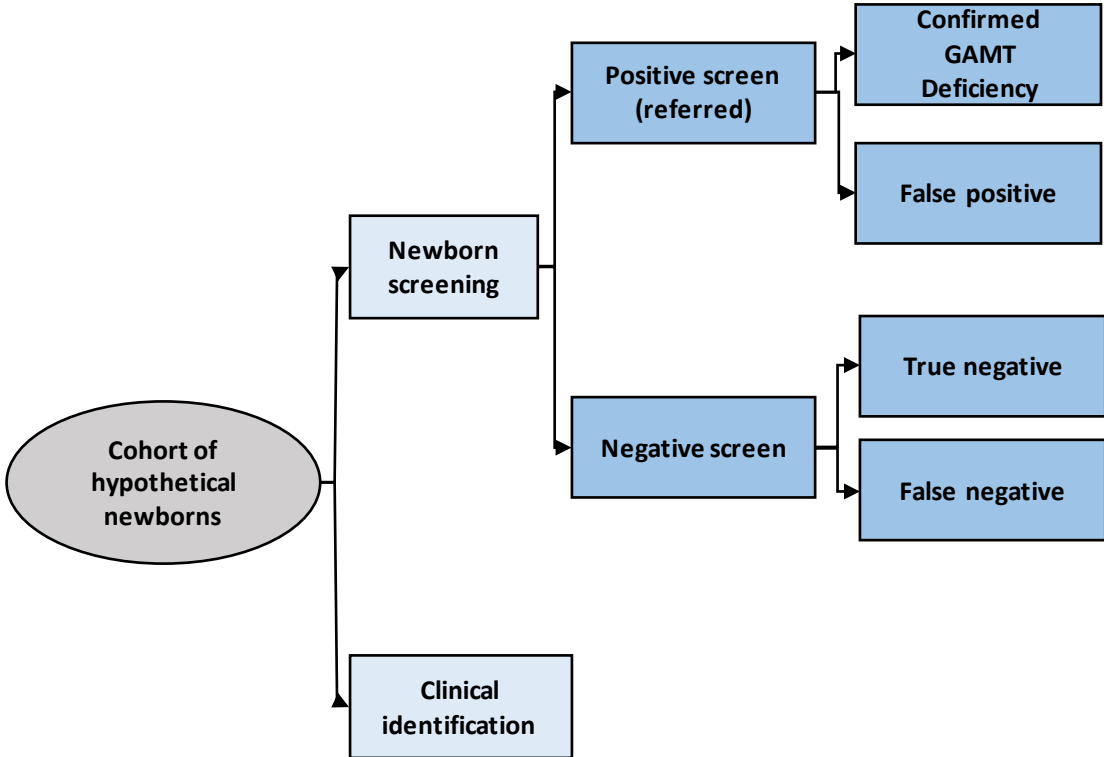 Cohort of
hypothetical
newborns
Newborn
screening
Clinical
identification
Positive screen
(referred)
Negative screen
Confirmed
GAMT
Deficiency
False positive
True negative
False negative